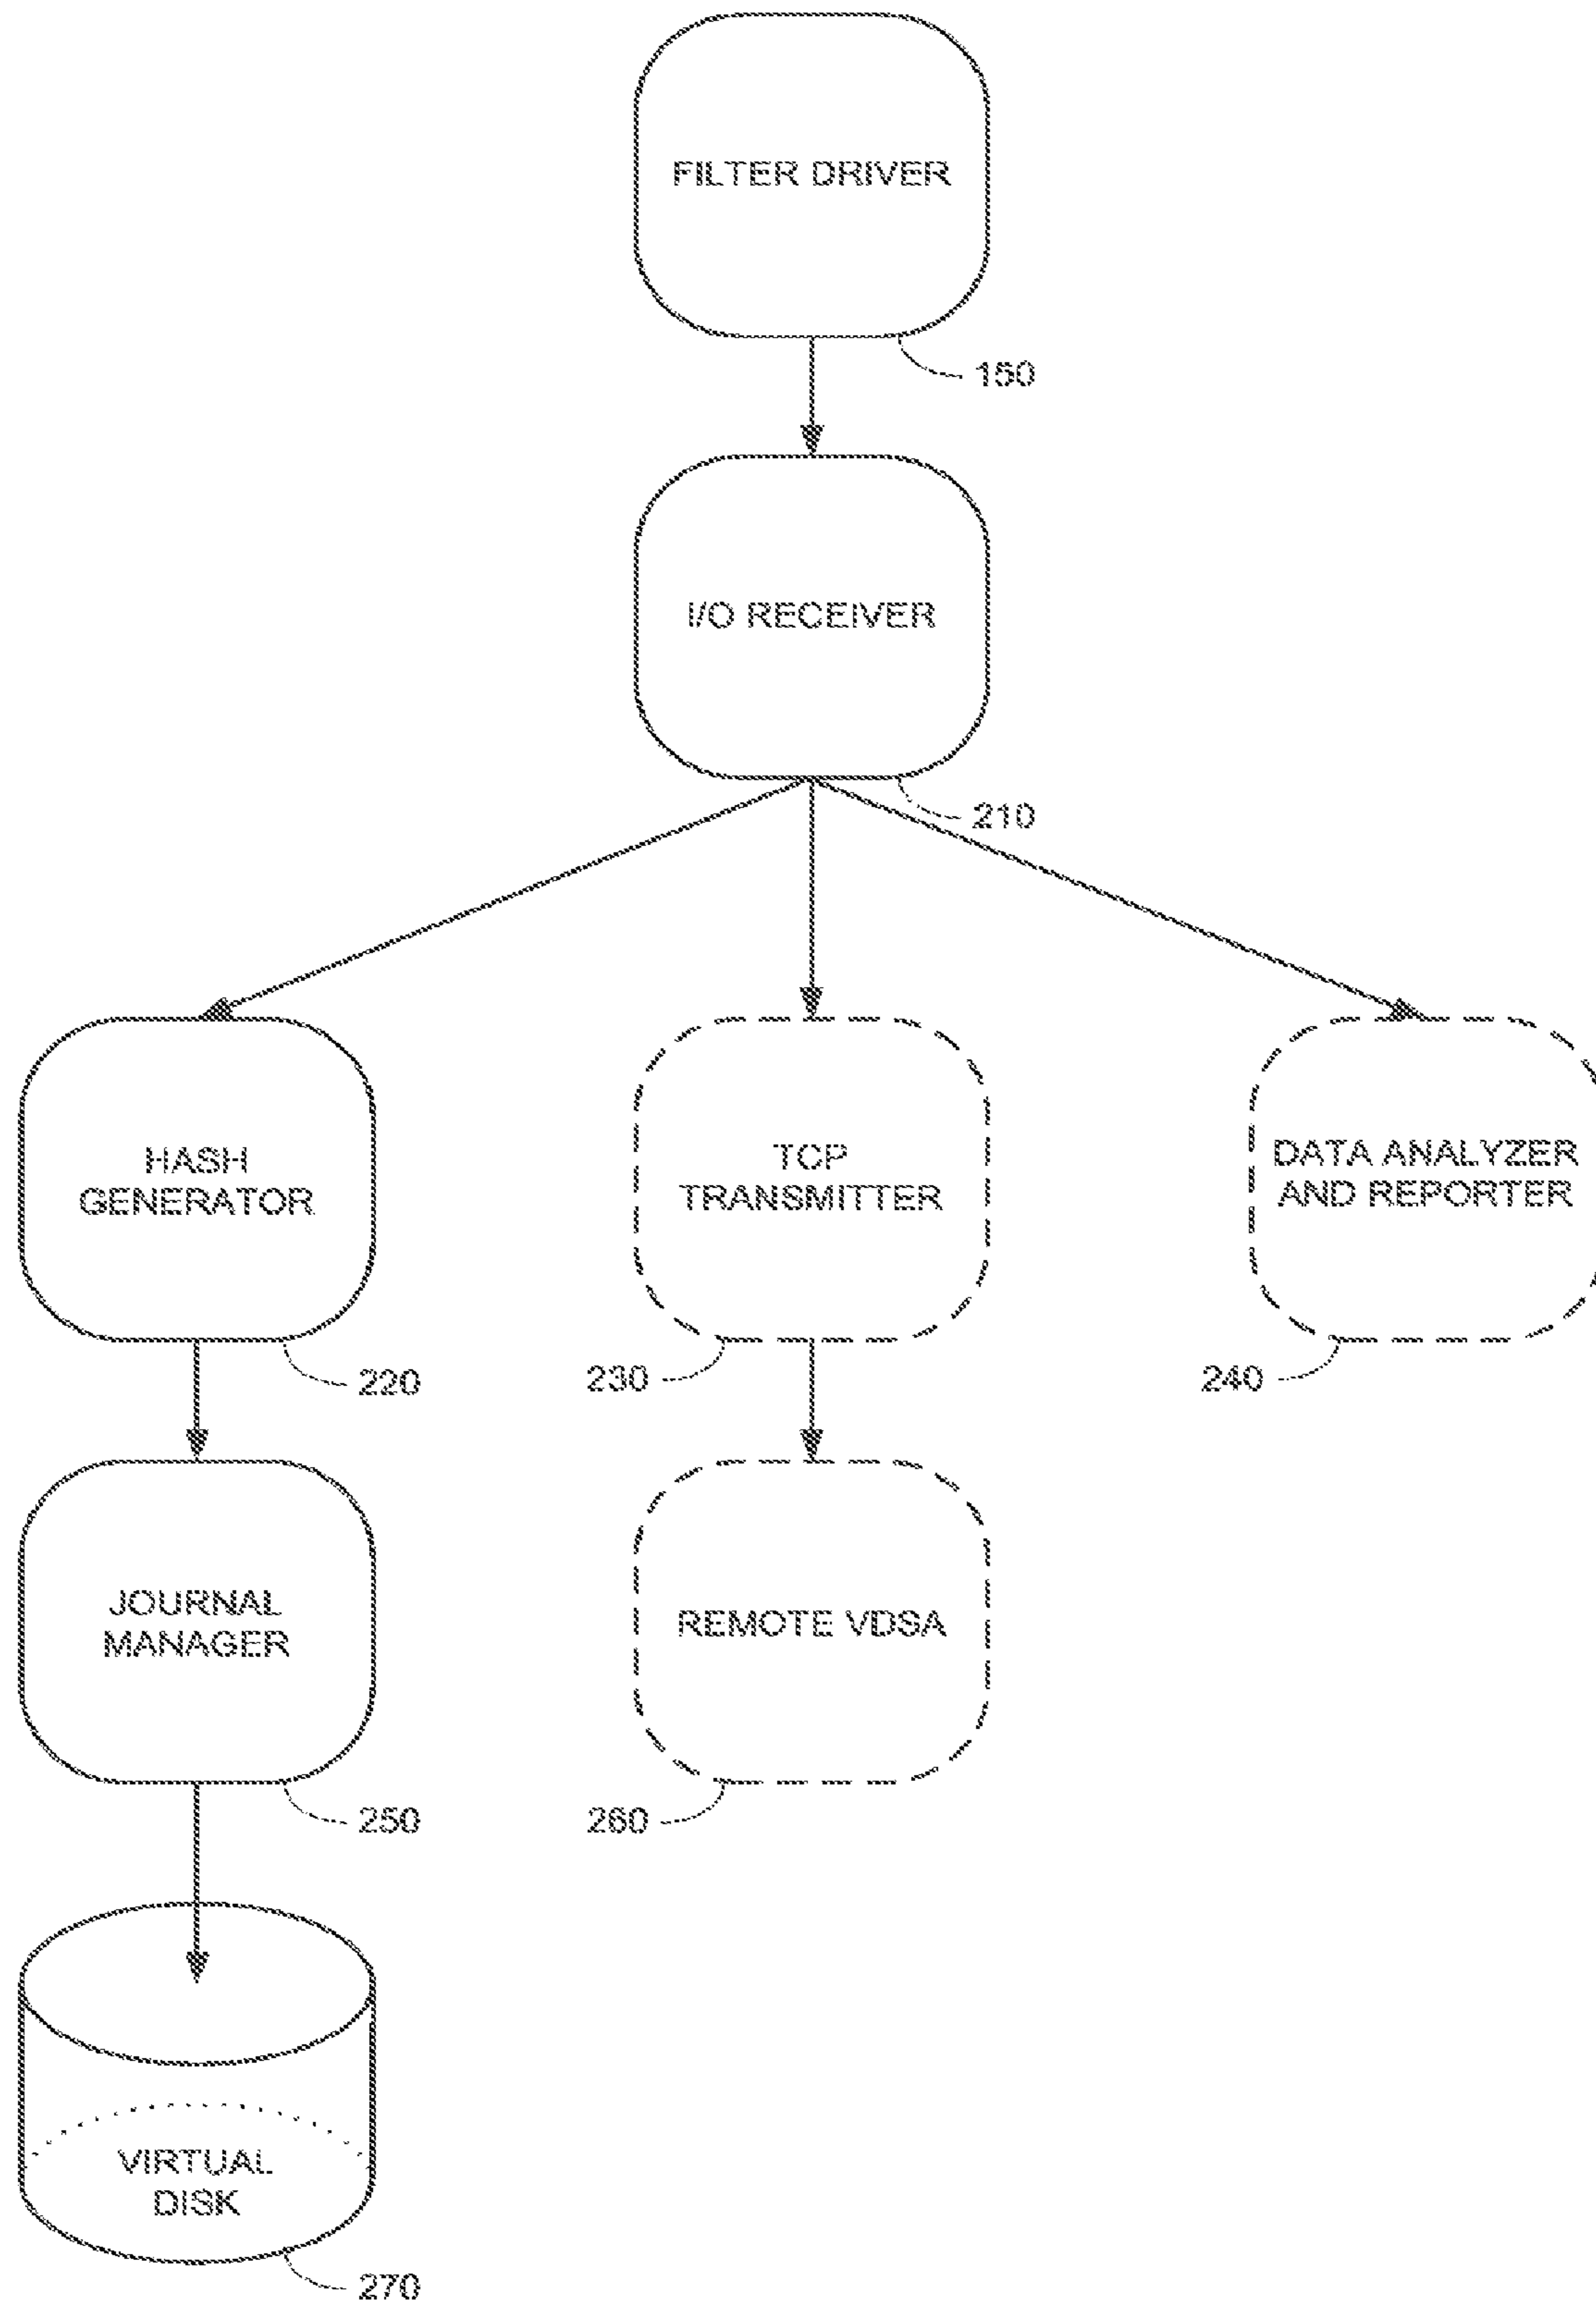 FILTER DRIVER
150
I/O RECEIVER
210
HASH
GENERATOR
220
TCP
TRANSMITTER
230
DATA ANALYZER
AND REPORTER
240
JOURNAL
MANAGER
250
REMOTE VDSA
260
VIRTUAL
DISK
270